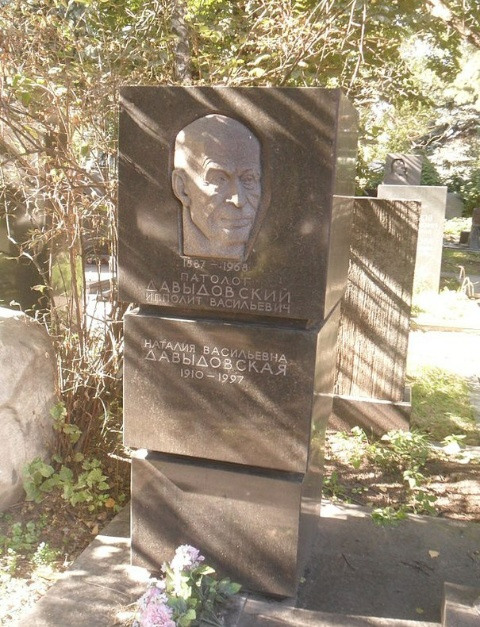 1887–1968
ПАТОЛОГ
ДАВЫДОВСКИЙ
ИППОЛИТ ВАСИЛЬЕВИЧ
НАТАЛИЯ ВАСИЛЬЕВНА
ДАВЫДОВСКАЯ
1910–1997